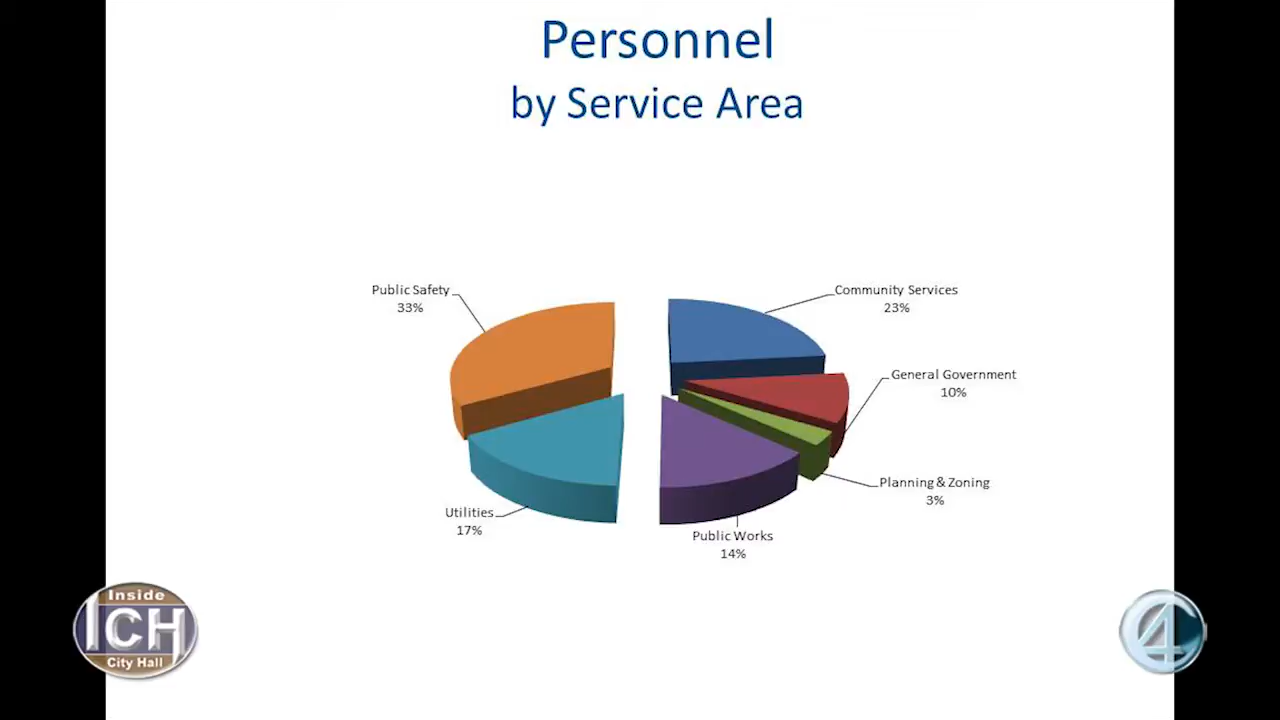 Personnel
by Service Area
Public Safety
33%
Community Services
23%
General Government
10%
Planning & Zoning
3%
Utilities
17%
Public Works
14%
Inside
ICH
City Hall
4